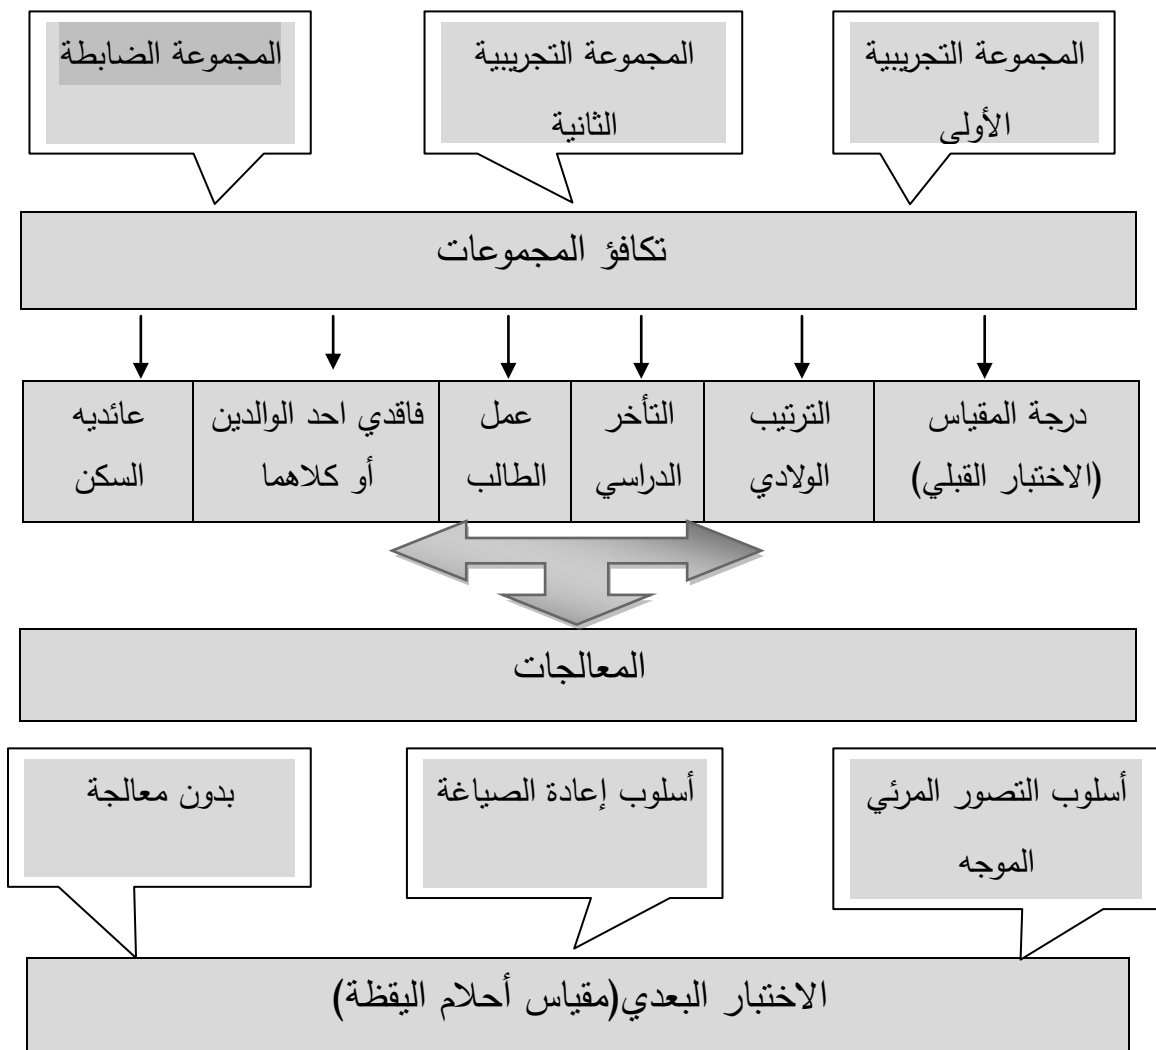 المجموعة التجريبية
الأولى
المجموعة التجريبية
الثانية
المجموعة الضابطة
تكافؤ المجموعات
درجة المقياس
(الاختبار القبلي)
الترتيب
الولادي
التأخر
الدراسي
عمل
الطالب
فاقدي احد الوالدين
أو كلاهما
عائديه
السكن
المعالجات
أسلوب التصور المرئي
الموجه
أسلوب إعادة الصياغة
بدون معالجة
الاختبار البعدي(مقياس أحلام اليقظة)